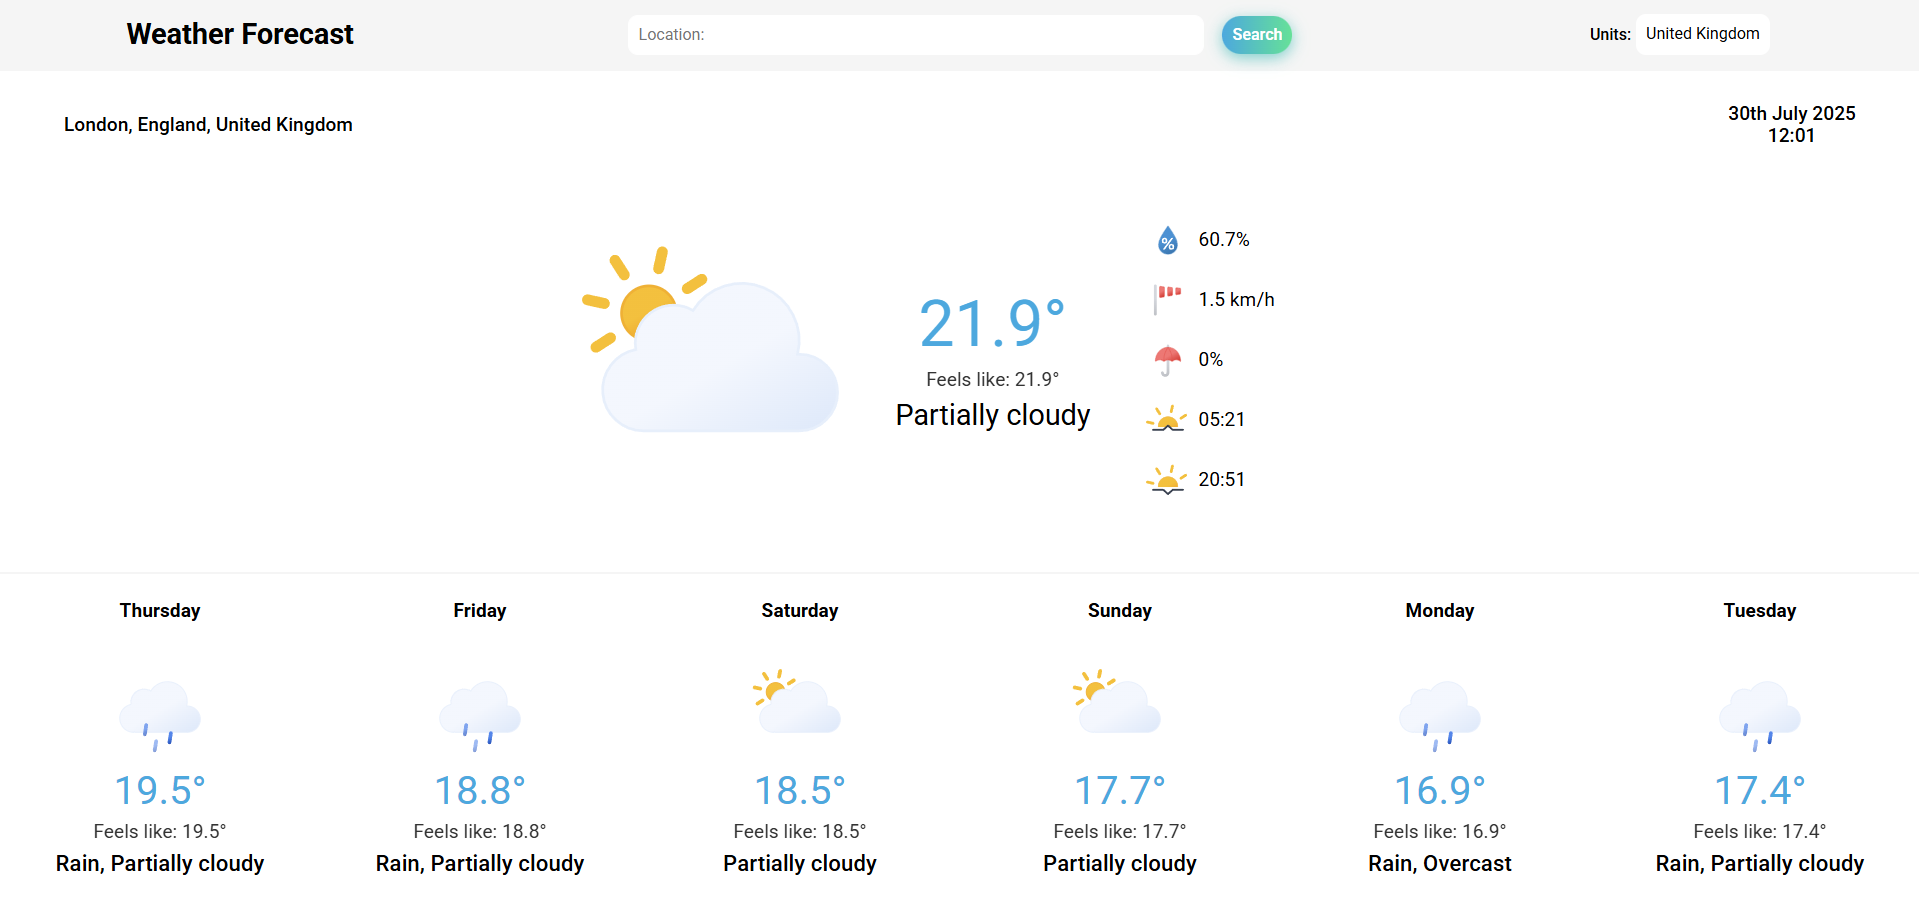 Weather Forecast
Location:
Search
Units: United Kingdom
London, England, United Kingdom
30th July 2025
12:01
21.9°
Feels like: 21.9°
Partially cloudy
%
60.7%
1.5 km/h
0%
05:21
20:51
Thursday
19.5°
Feels like: 19.5°
Rain, Partially cloudy
Friday
18.8°
Feels like: 18.8°
Rain, Partially cloudy
Saturday
18.5°
Feels like: 18.5°
Partially cloudy
Sunday
17.7°
Feels like: 17.7°
Partially cloudy
Monday
16.9°
Feels like: 16.9°
Rain, Overcast
Tuesday
17.4°
Feels like: 17.4°
Rain, Partially cloudy